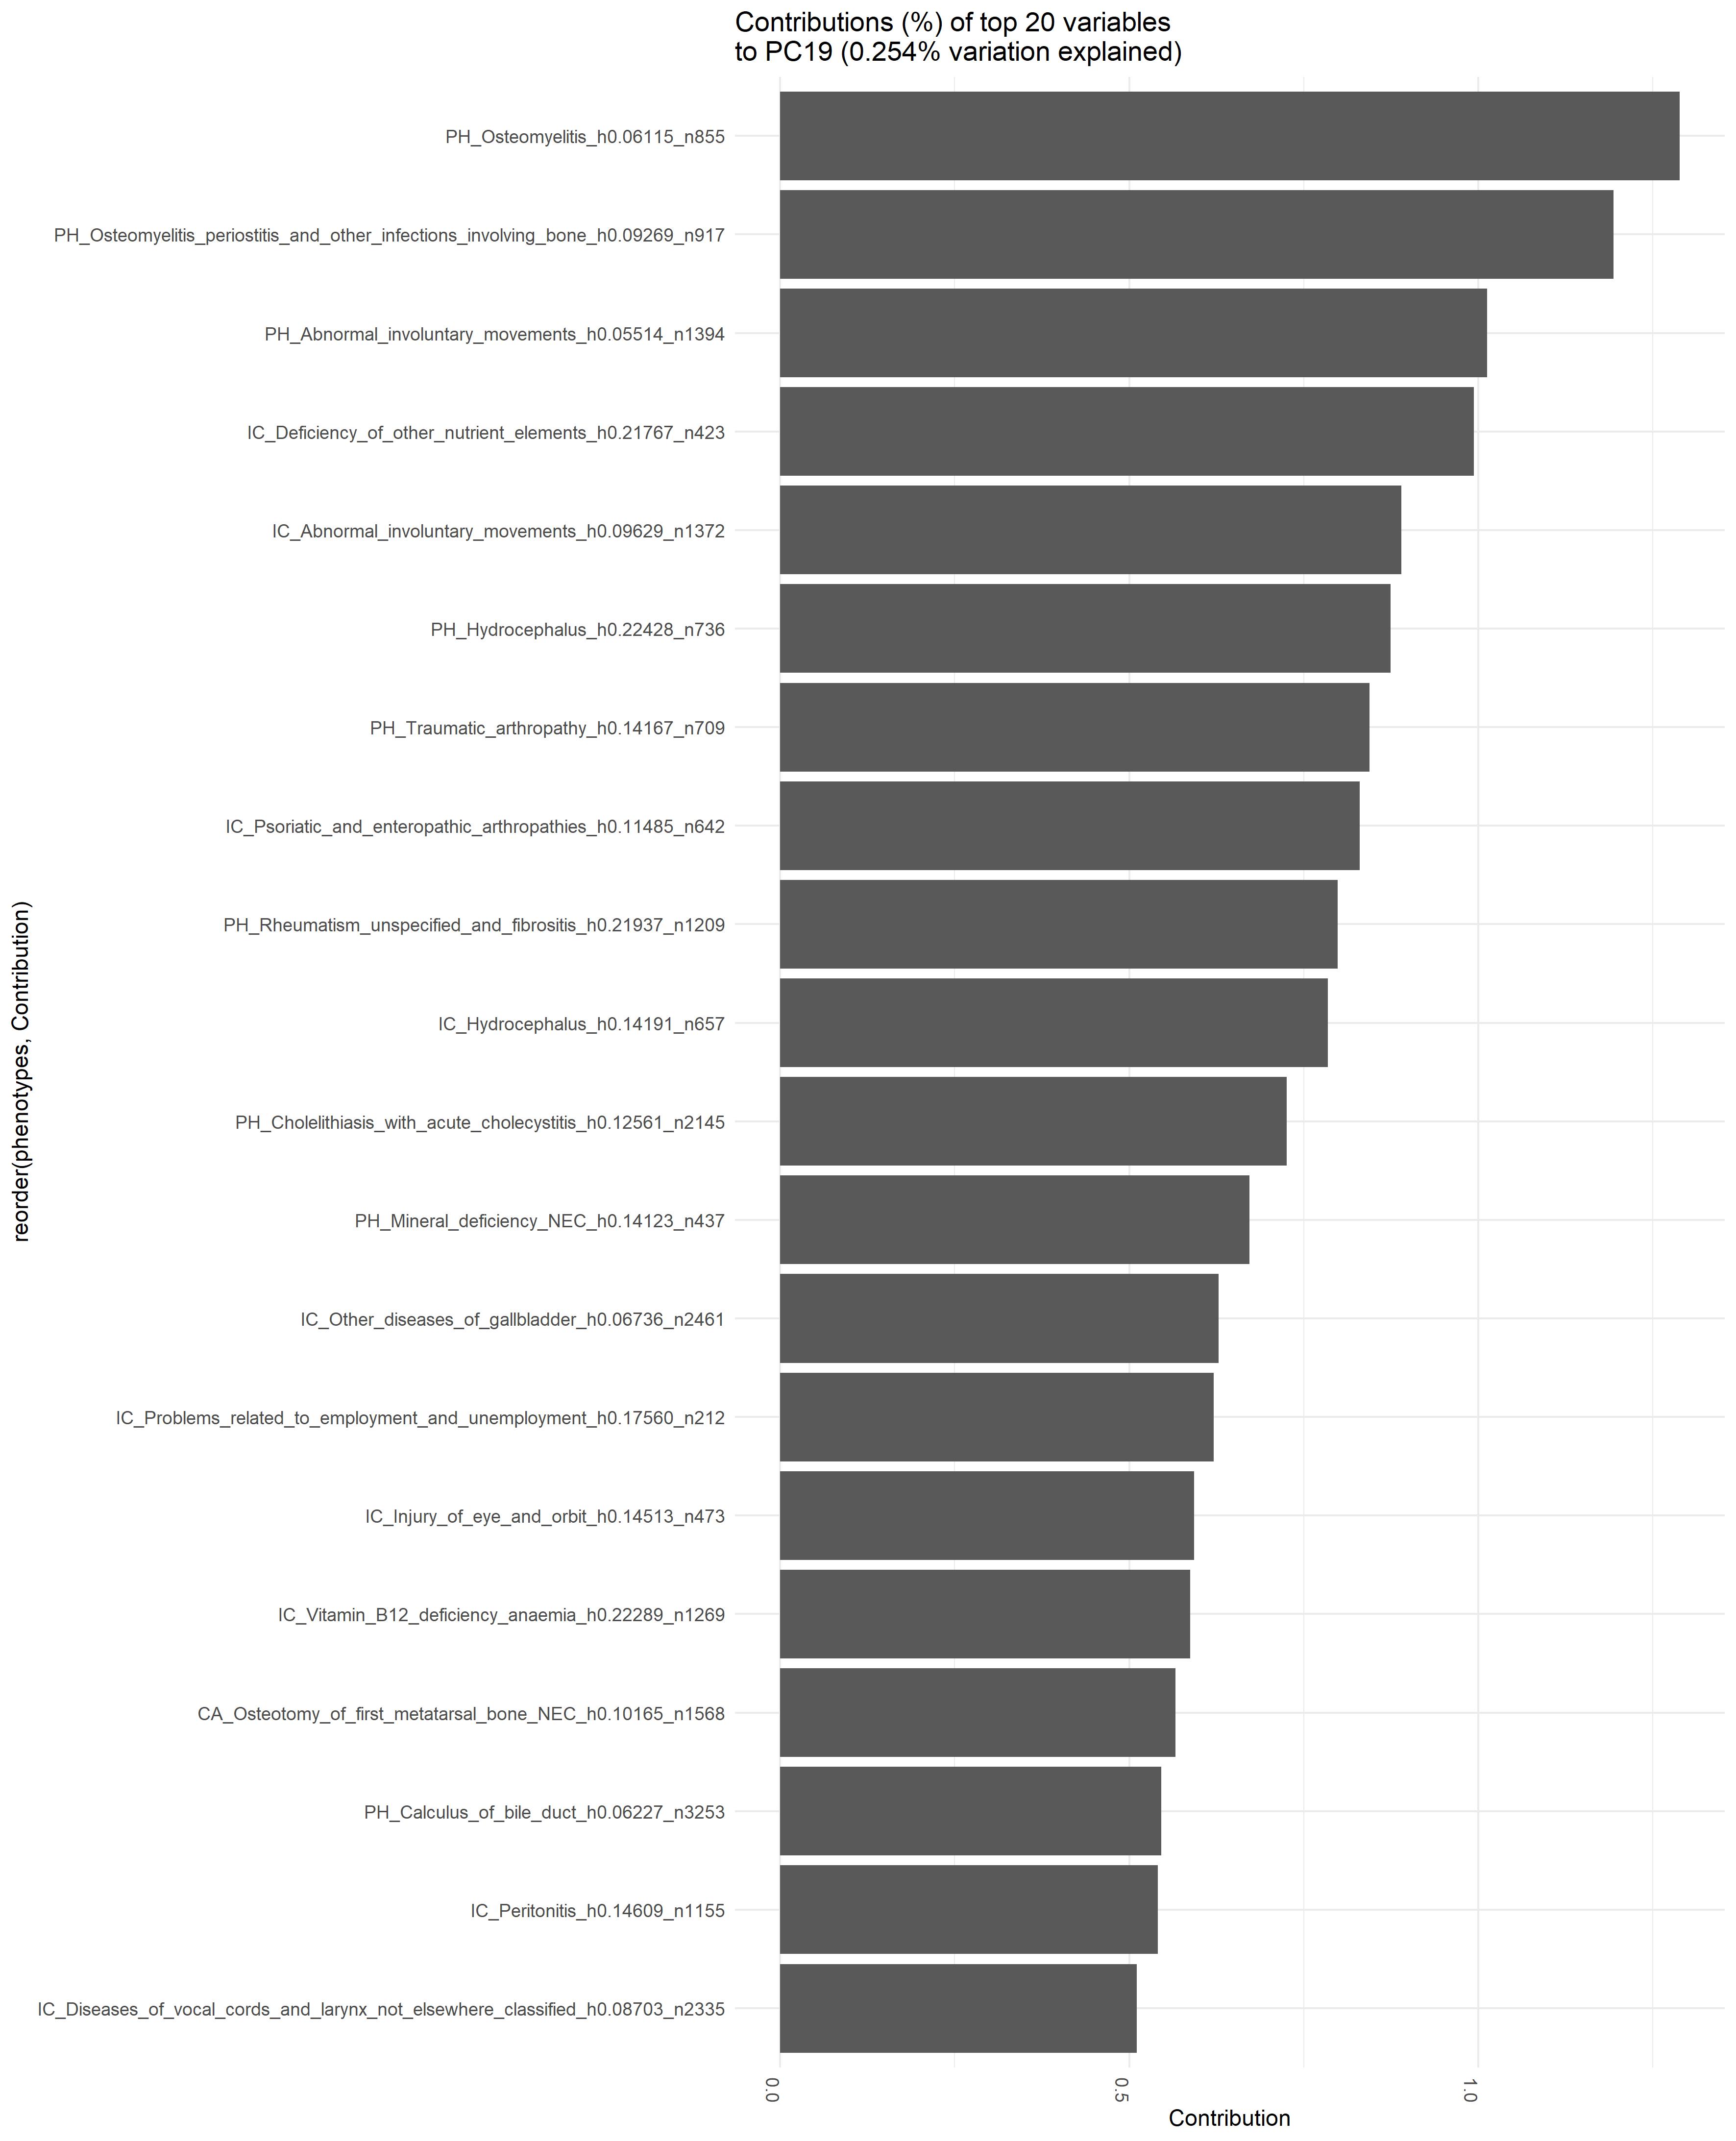 Contributions (%) of top 20 variables
to PC19 (0.254% variation explained)
PH_Osteomyelitis_h0.06115_n855
PH_Osteomyelitis_periostitis_and_other_infections_involving_bone_h0.09269_n917
PH_Abnormal_involuntary_movements_h0.05514_n1394
IC_Deficiency_of_other_nutrient_elements_h0.21767_n423
IC_Abnormal_involuntary_movements_h0.09629_n1372
PH_Hydrocephalus_h0.22428_n736
PH_Traumatic_arthropathy_h0.14167_n709
IC_Psoriatic_and_enteropathic_arthropathies_h0.11485_n642
PH_Rheumatism_unspecified_and_fibrositis_h0.21937_n1209
IC_Hydrocephalus_h0.14191_n657
PH_Cholelithiasis_with_acute_cholecystitis_h0.12561_n2145
PH_Mineral_deficiency_NEC_h0.14123_n437
IC_Other_diseases_of_gallbladder_h0.06736_n2461
IC_Problems_related_to_employment_and_unemployment_h0.17560_n212
IC_Injury_of_eye_and_orbit_h0.14513_n473
IC_Vitamin_B12_deficiency_anaemia_h0.22289_n1269
CA_Osteotomy_of_first_metatarsal_bone_NEC_h0.10165_n1568
PH_Calculus_of_bile_duct_h0.06227_n3253
IC_Peritonitis_h0.14609_n1155
IC_Diseases_of_vocal_cords_and_larynx_not_elsewhere_classified_h0.08703_n2335
reorder(phenotypes, Contribution)
0.0
0.5
1.0
Contribution